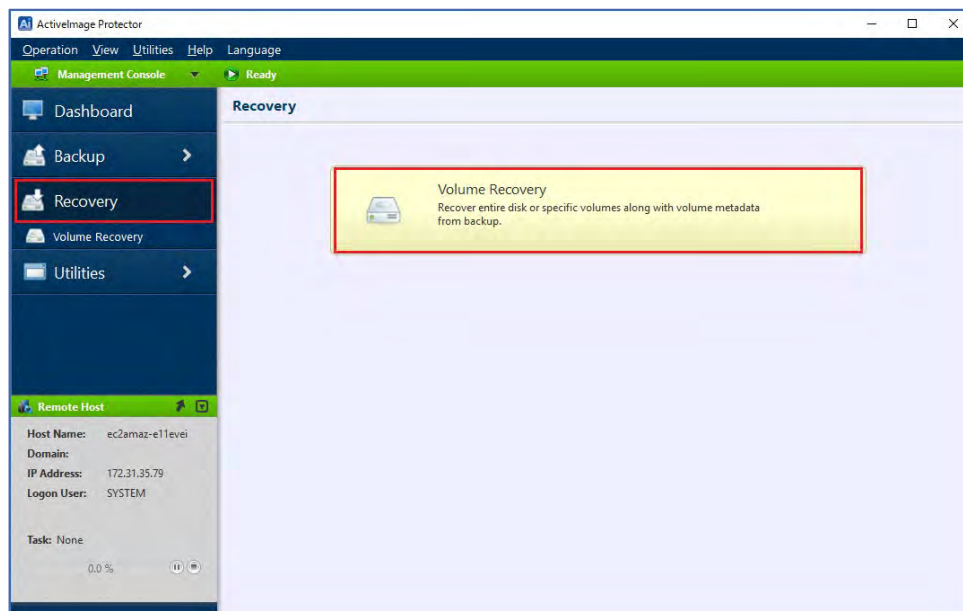 Ai ActiveImage Protector
Operation View Utilities Help Language
Management Console Ready
Dashboard
Recovery
Backup
Volume Recovery
Recover entire disk or specific volumes along with volume metadata
from backup.
Recovery
Volume Recovery
Utilities
Remote Host
Host Name: ec2amaz-e11evei
Domain:
IP Address: 172.31.35.79
Logon User: SYSTEM
Task: None
0.0 %